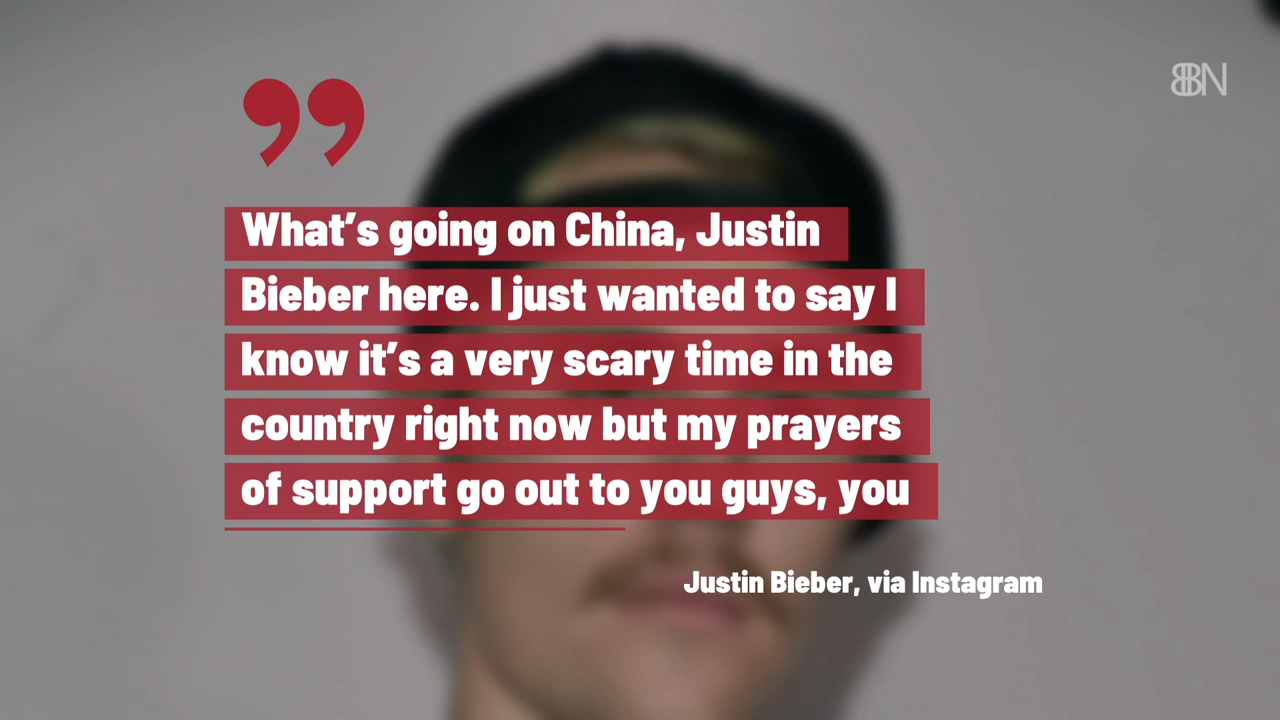 BBN
”
What’s going on China, Justin
Bieber here. I just wanted to say I
know it’s a very scary time in the
country right now but my prayers
of support go out to you guys, you
Justin Bieber, via Instagram